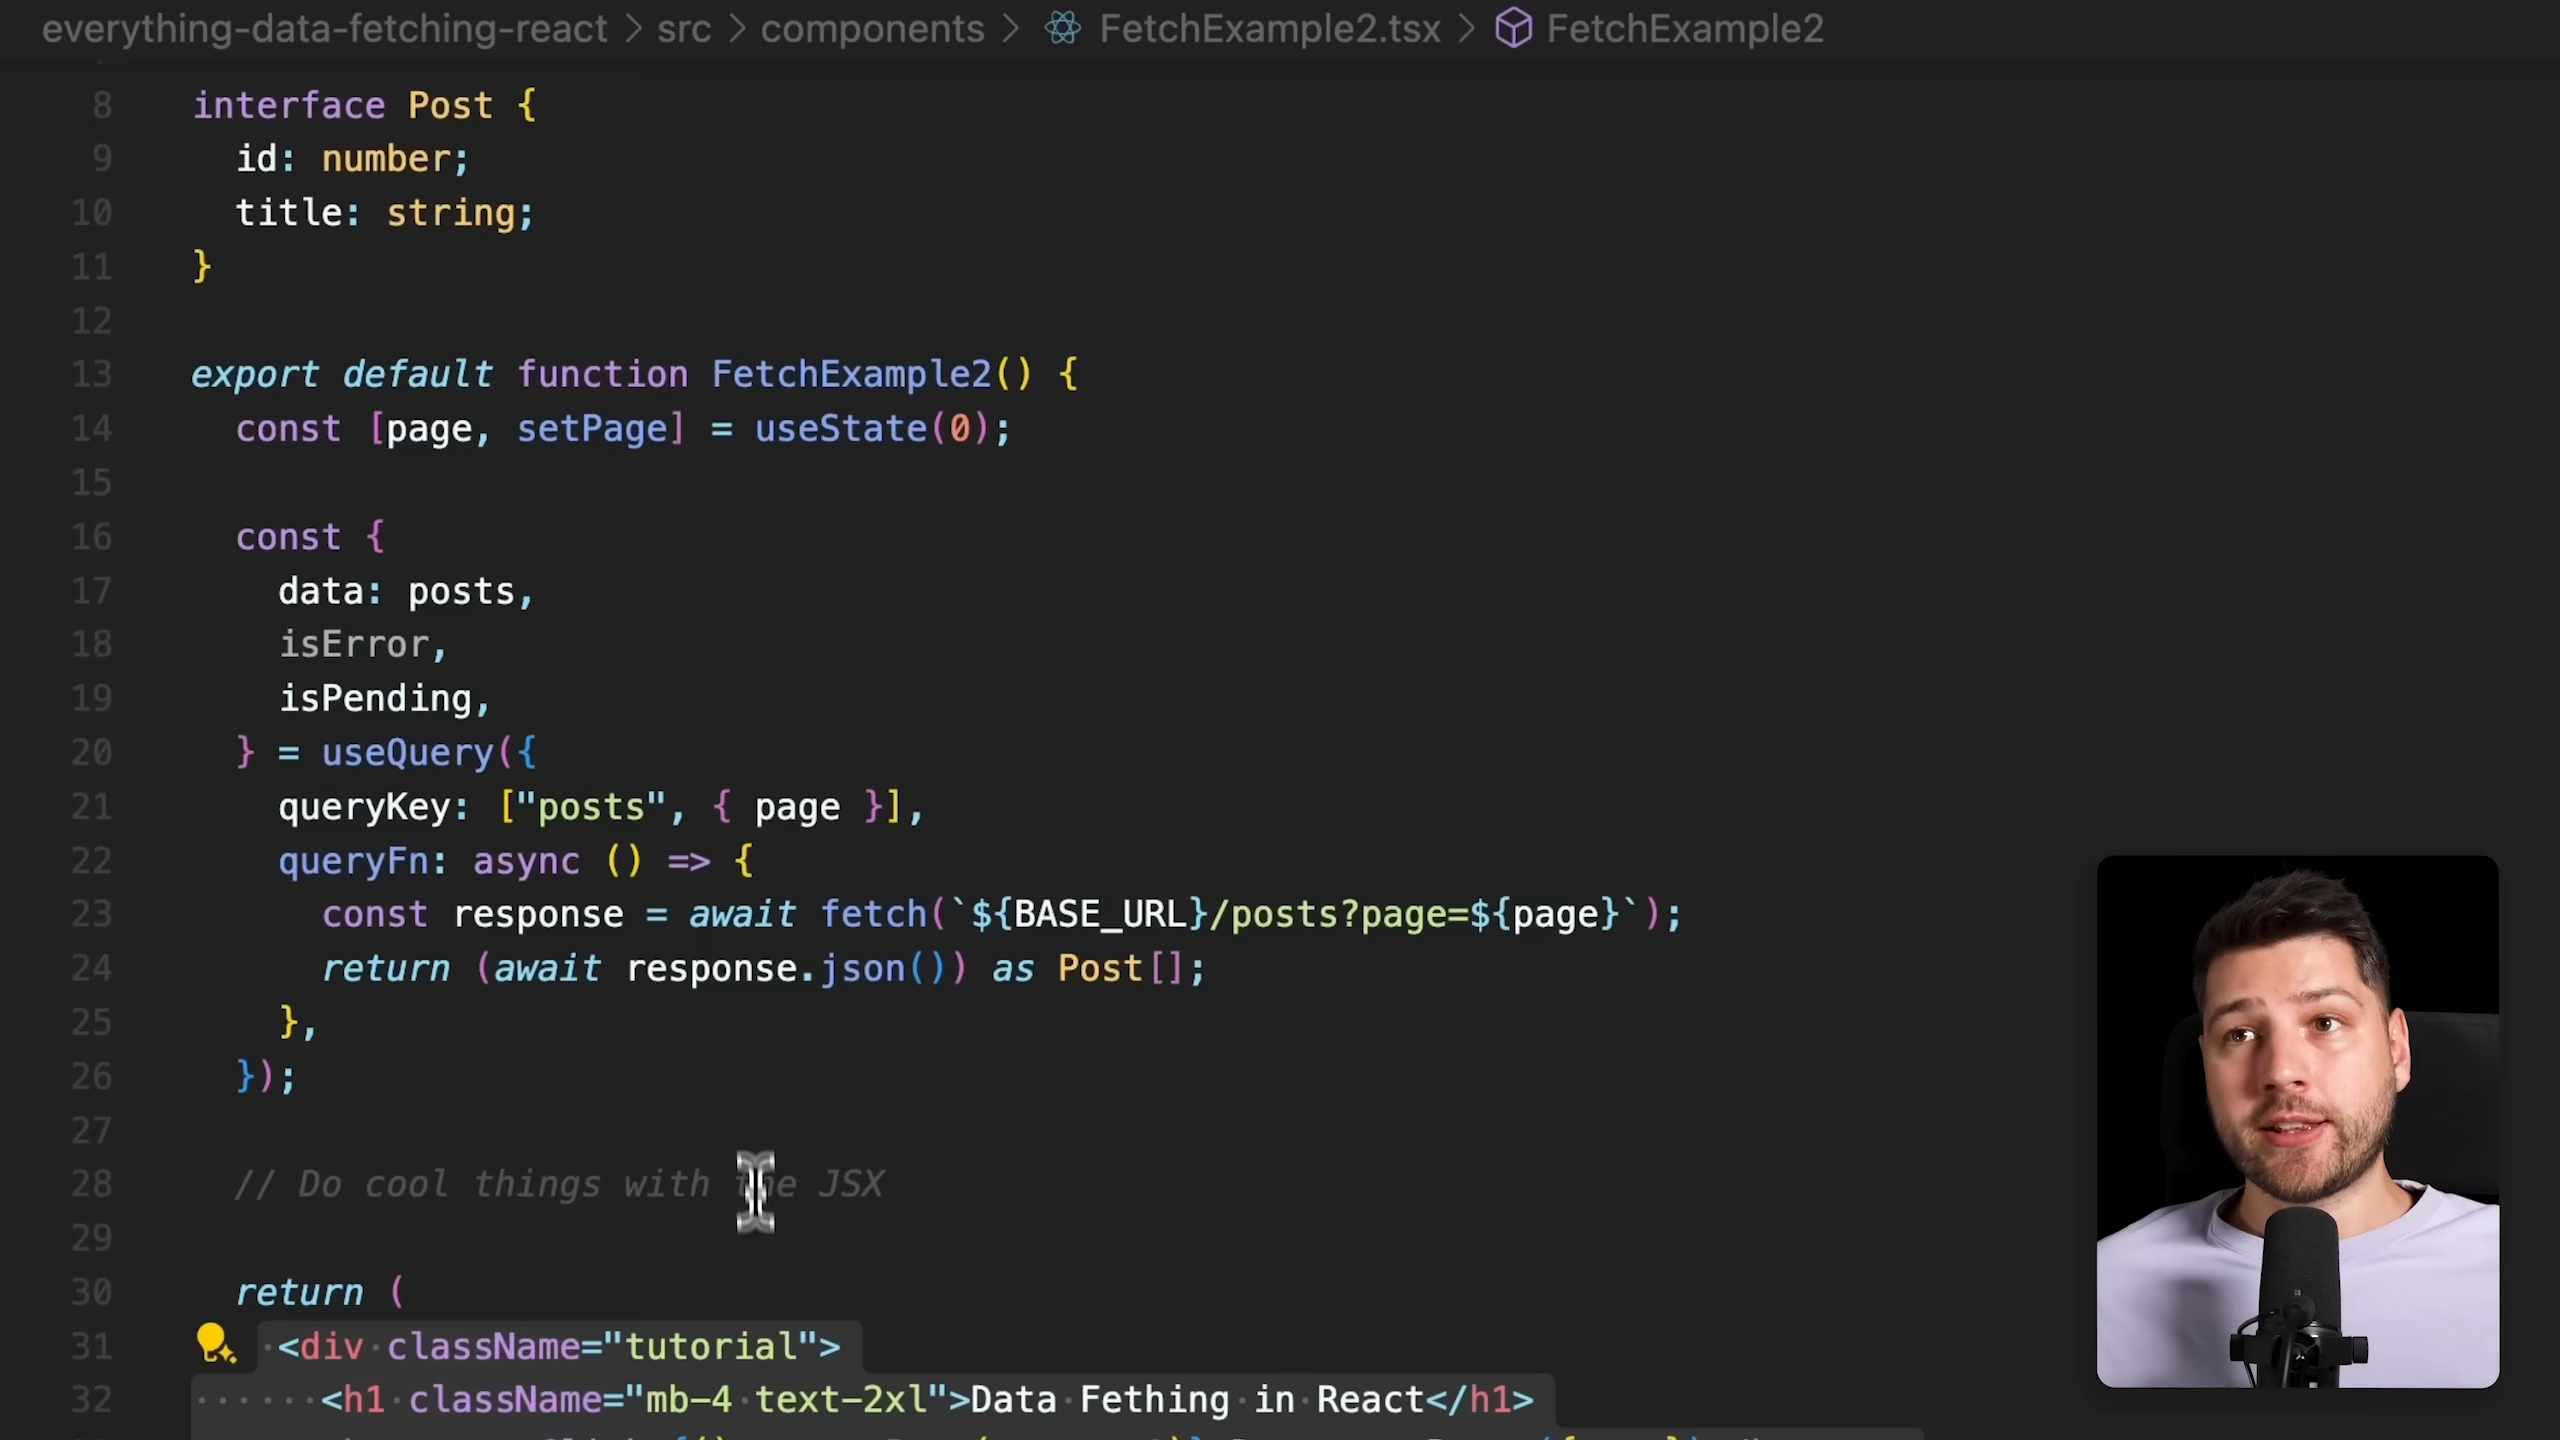 everything-data-fetching-react > src > components > FetchExample2.tsx > FetchExample2
8 interface Post {
9 id: number;
10 title: string;
11 }
12
13 export default function FetchExample2() {
14 const [page, setPage] = useState(0);
15
16 const {
17 data: posts,
18 isError,
19 isPending,
20 } = useQuery({
21 queryKey: ["posts", { page }],
22 queryFn: async () => {
23 const response = await fetch(`${BASE_URL}/posts?page=${page}`);
24 return (await response.json()) as Post[];
25 },
26 });
27
28 // Do cool things with the JSX
29
30 return (
31 <div className="tutorial">
32 <h1 className="mb-4 text-2xl">Data Fething in React</h1>